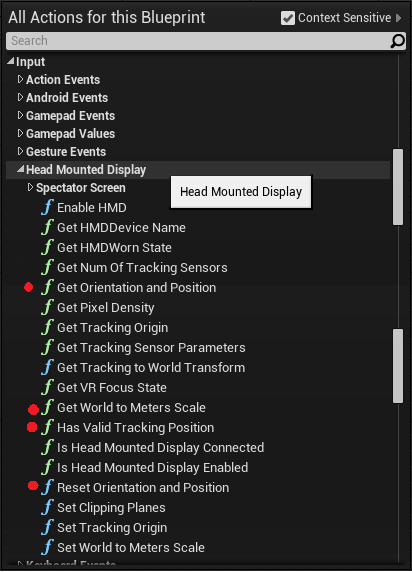 All Actions for this Blueprint
Context Sensitive
Search
Input
Action Events
Android Events
Gamepad Events
Gamepad Values
Gesture Events
Head Mounted Display
Spectator Screen
Head Mounted Display
f Enable HMD
f Get HMDDevice Name
f Get HMDWorn State
f Get Num Of Tracking Sensors
f Get Orientation and Position
f Get Pixel Density
f Get Tracking Origin
f Get Tracking Sensor Parameters
f Get Tracking to World Transform
f Get VR Focus State
f Get World to Meters Scale
f Has Valid Tracking Position
f Is Head Mounted Display Connected
f Is Head Mounted Display Enabled
f Reset Orientation and Position
f Set Clipping Planes
f Set Tracking Origin
f Set World to Meters Scale
Keyboard Events